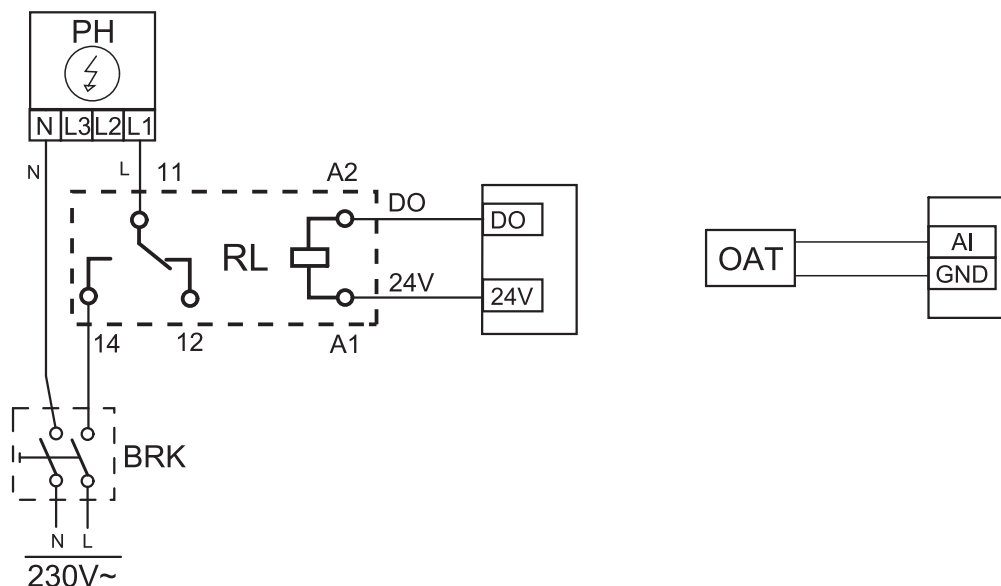 PH
N L3 L2 L1
N L 11 A2
DO DO
RL OAT AI
GND
24V 24V
14 12 A1
BRK
N L
230V~